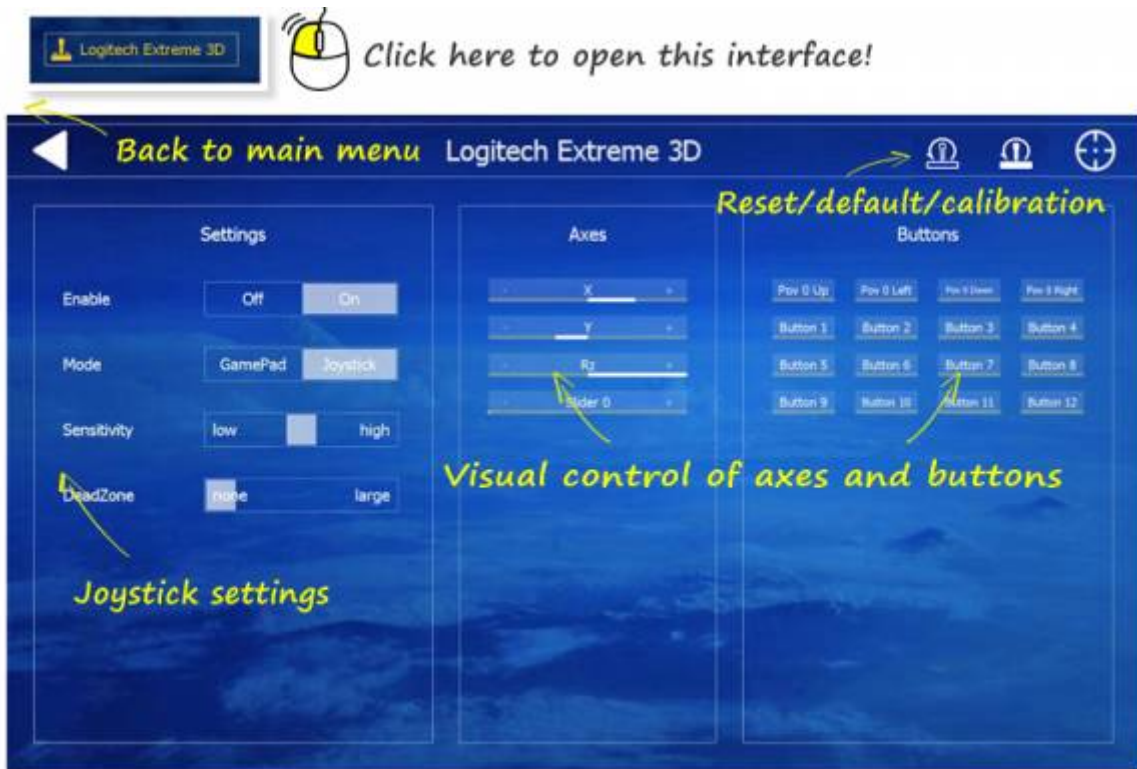 Logitech Extreme 3D
Click here to open this interface!
Back to main menu
Logitech Extreme 3D
Reset/default/calibration
Settings
Axes
Buttons
Enable
Off
On
Mode
GamePad
Joystick
Sensitivity
low
high
DeadZone
none
large
- X +
- Y +
- Rz +
Slider 0 +
Pov 0 Up
Pov 0 Left
Pov 0 Down
Pov 0 Right
Button 1
Button 2
Button 3
Button 4
Button 5
Button 6
Button 7
Button 8
Button 9
Button 10
Button 11
Button 12
Visual control of axes and buttons
Joystick settings